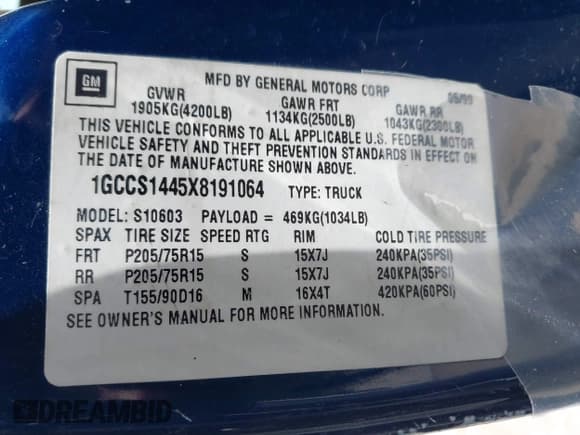 GM
MFD BY GENERAL MOTORS CORP 05/99
GVWR GAWR FRT GAWR RR
1905KG(4200LB) 1134KG(2500LB) 1043KG(2300LB)
THIS VEHICLE CONFORMS TO ALL APPLICABLE U.S. FEDERAL MOTOR
VEHICLE SAFETY AND THEFT PREVENTION STANDARDS IN EFFECT ON
THE DATE OF MANUFACTURE SHOWN ABOVE.
1GCCS1445X8191064 TYPE: TRUCK
MODEL: S10603 PAYLOAD = 469KG(1034LB)
SPAX TIRE SIZE SPEED RTG RIM COLD TIRE PRESSURE
FRT P205/75R15 S 15X7J 240KPA(35PSI)
RR P205/75R15 S 15X7J 240KPA(35PSI)
SPA T155/90D16 M 16X4T 420KPA(60PSI)
SEE OWNER'S MANUAL FOR MORE INFORMATION.
DREAMBID